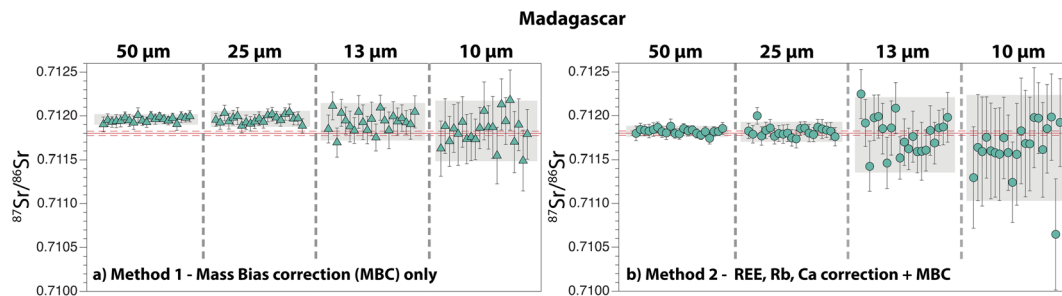 Madagascar
50 µm 25 µm 13 µm 10 µm
0.7125
0.7120
0.7115
0.7110
0.7105
0.7100
87Sr/86Sr
a) Method 1 - Mass Bias correction (MBC) only
50 µm 25 µm 13 µm 10 µm
0.7125
0.7120
0.7115
0.7110
0.7105
0.7100
87Sr/86Sr
b) Method 2 - REE, Rb, Ca correction + MBC